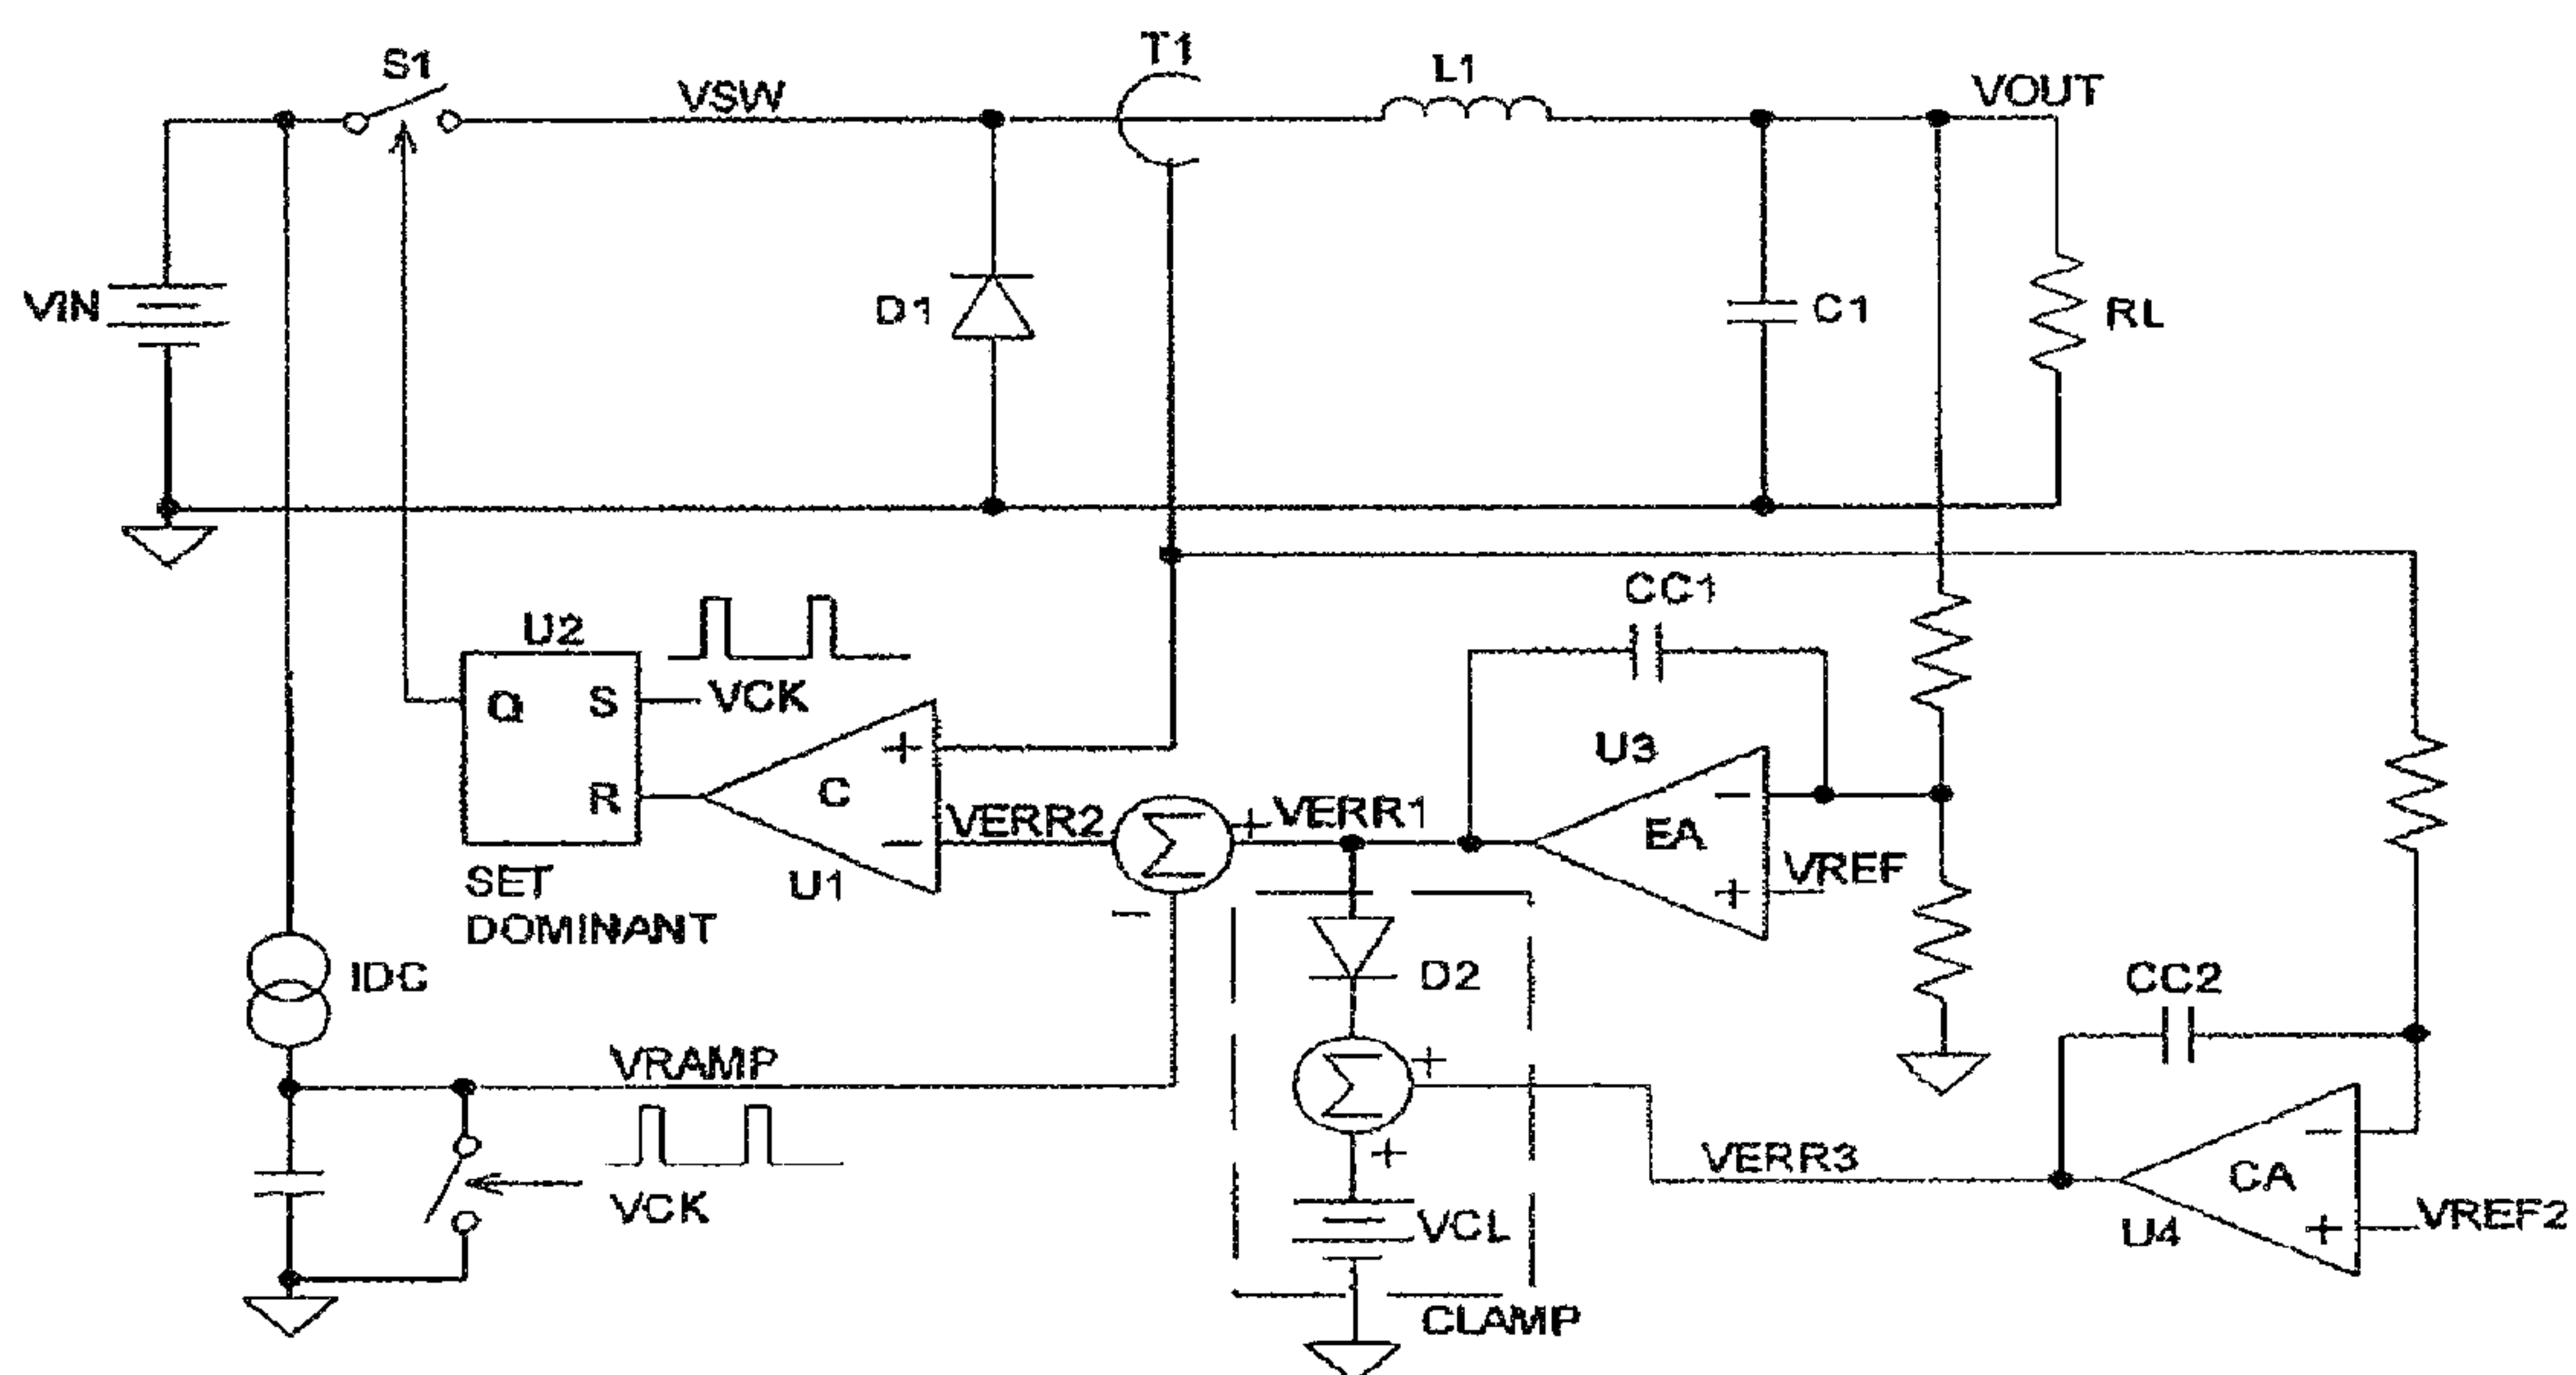 S1
VSW
T1
L1
VOUT
VIN
D1
C1
RL
U2
Q
S
R
VCK
SET
DOMINANT
C
+
−
U1
VERR2
Σ
+
−
VERR1
CC1
U3
EA
−
+
VREF
IDC
VRAMP
VCK
D2
Σ
+
+
VCL
CLAMP
VERR3
CC2
CA
−
+
U4
VREF2